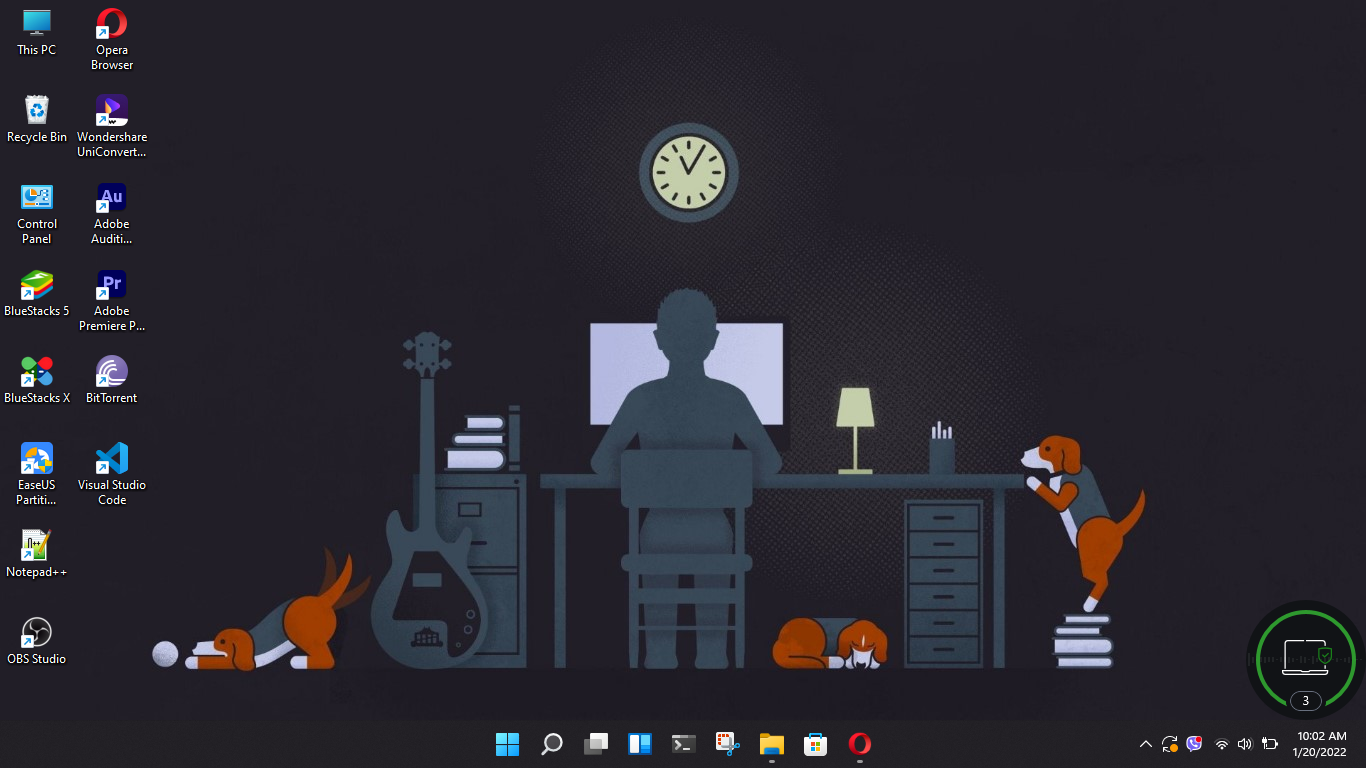 This PC
Opera
Browser
Recycle Bin
Wondershare
UniConvert...
Control
Panel
Au
Adobe
Auditi...
BlueStacks 5
Pr
Adobe
Premiere P...
BlueStacks X
BitTorrent
EaseUS
Partiti...
Visual Studio
Code
Notepad++
OBS Studio
3
10:02 AM
1/20/2022